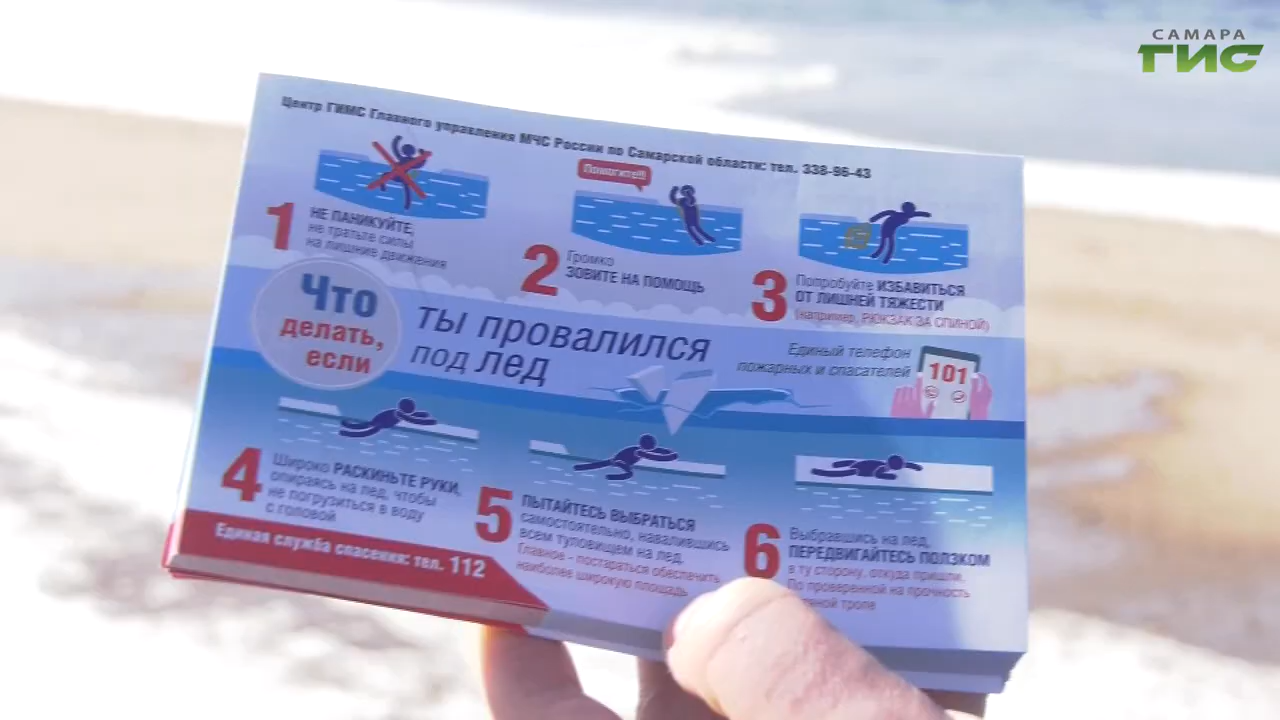 САМАРА
ГИС
Центр ГИМС Главного управления МЧС России по Самарской области: тел. 338-96-43
1
НЕ ПАНИКУЙТЕ,
не тратьте силы
на лишние движения
Помогите!!!
2
Громко
ЗОВИТЕ НА ПОМОЩЬ
3
Попробуйте ИЗБАВИТЬСЯ
ОТ ЛИШНЕЙ ТЯЖЕСТИ
(например, РЮКЗАК ЗА СПИНОЙ)
Что
делать,
если
ты провалился
под лед
Единый телефон
пожарных и спасателей
101
4
Широко РАСКИНЬТЕ РУКИ,
опираясь на лед, чтобы
не погрузиться в воду
с головой
5
ПЫТАЙТЕСЬ ВЫБРАТЬСЯ
самостоятельно, навалившись
всем туловищем на лед.
Главное - постараться обеспечить
наиболее широкую площадь
6
Выбравшись на лед,
ПЕРЕДВИГАЙТЕСЬ ПОЛЗКОМ
в ту сторону, откуда пришли.
По проверенной на прочность
тропе
Единая служба спасения: тел. 112